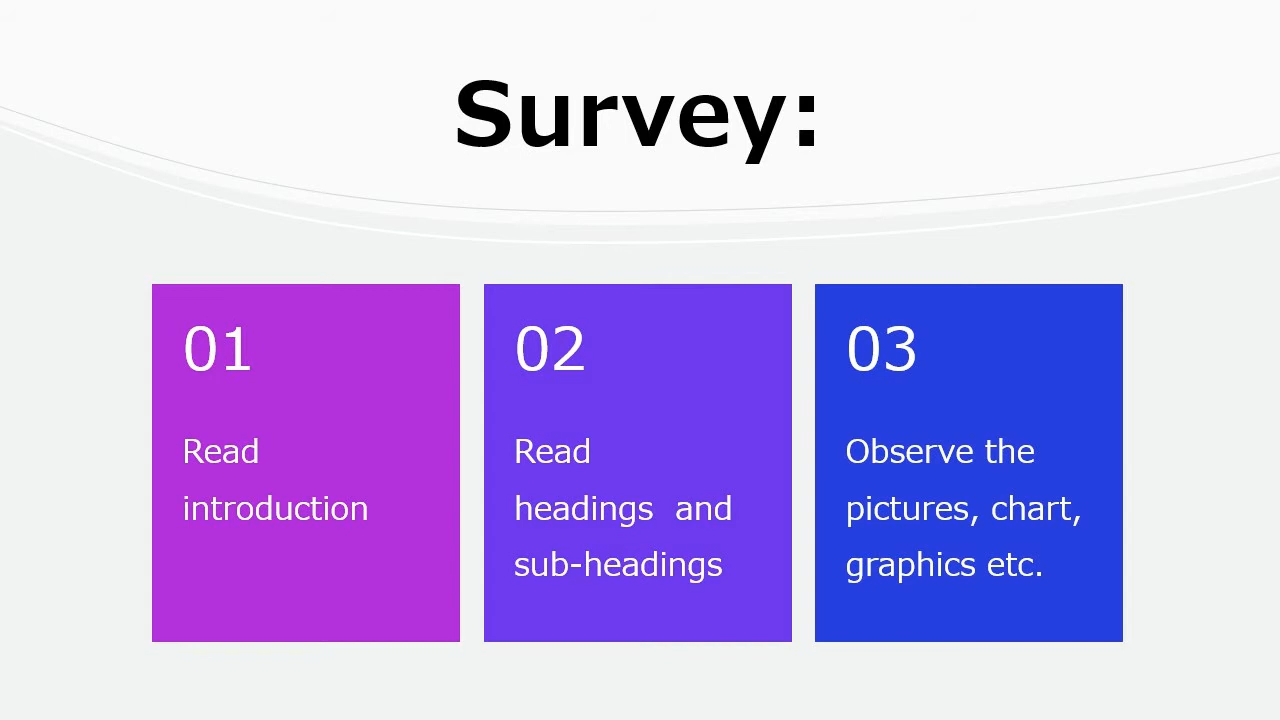 Survey:
01
Read
introduction
02
Read
headings  and
sub-headings
03
Observe the
pictures, chart,
graphics etc.